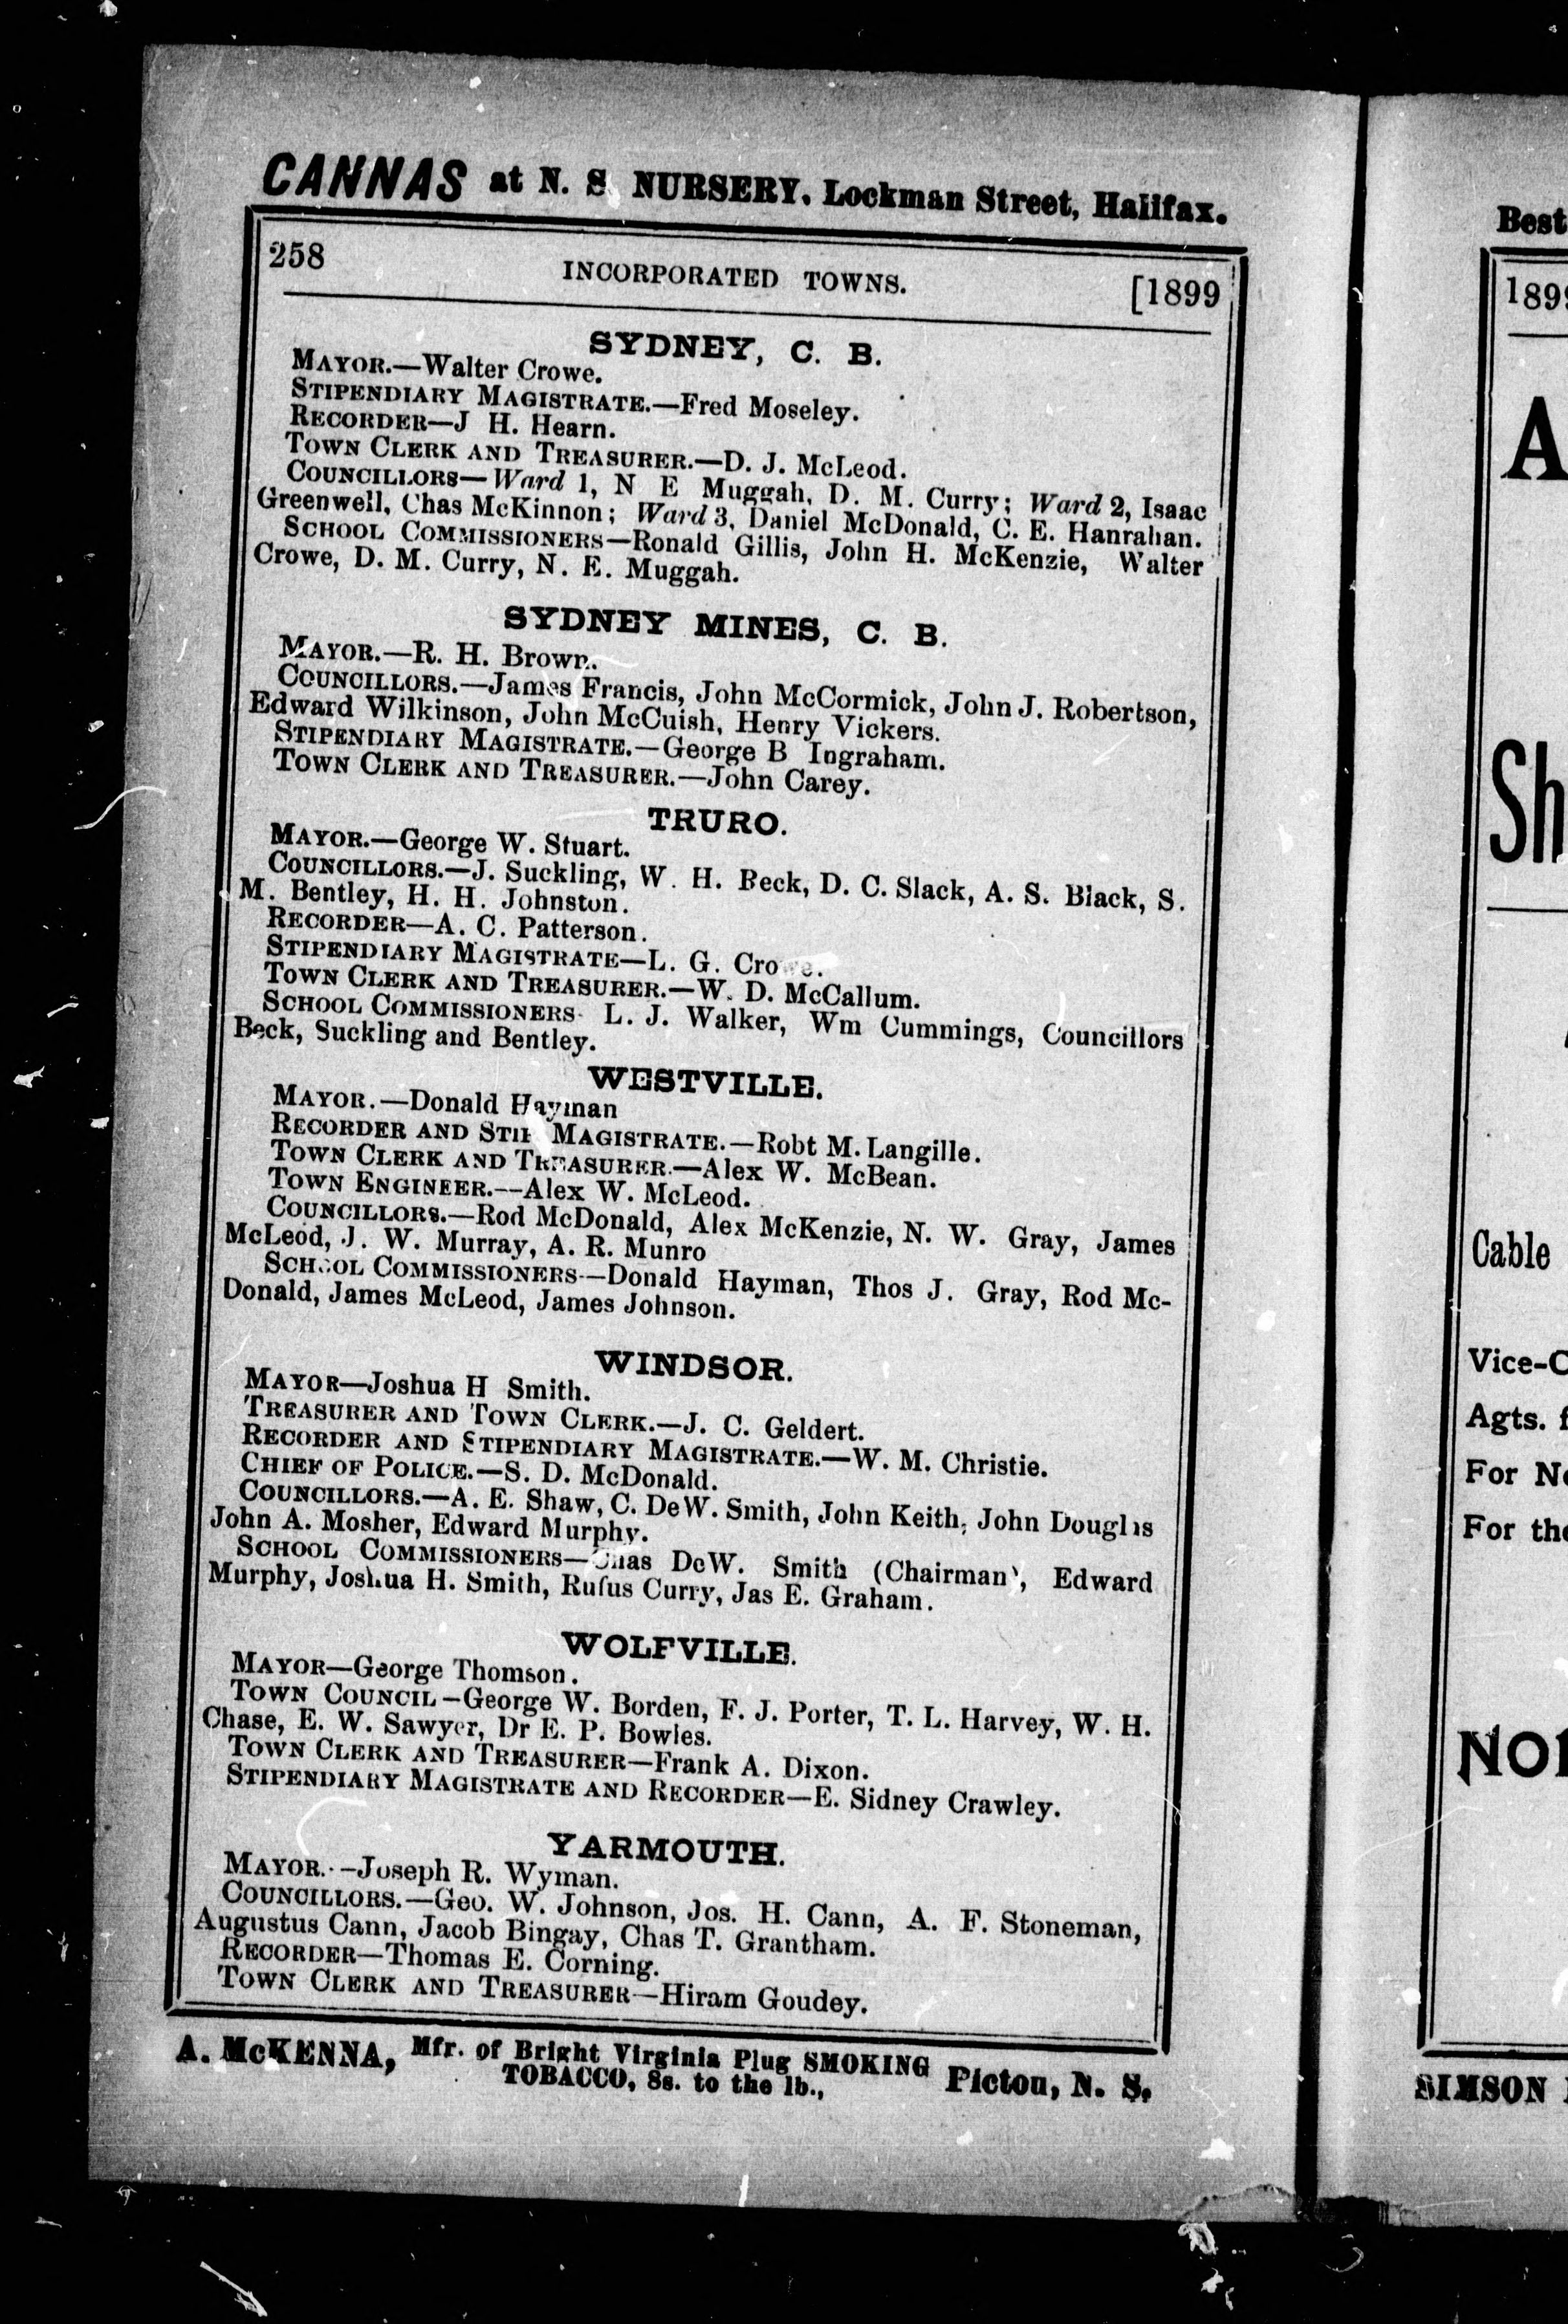 CANNAS at N. S. NURSERY. Lockman Street, Halifax.
258 INCORPORATED TOWNS. [1899
SYDNEY, C. B.
MAYOR.—Walter Crowe.
STIPENDIARY MAGISTRATE.—Fred Moseley.
RECORDER—J H. Hearn.
TOWN CLERK AND TREASURER.—D. J. McLeod.
COUNCILLORS—Ward 1, N E Muggah, D. M. Curry; Ward 2, Isaac
Greenwell, Chas McKinnon; Ward 3, Daniel McDonald, C. E. Hanrahan.
SCHOOL COMMISSIONERS—Ronald Gillis, John H. McKenzie, Walter
Crowe, D. M. Curry, N. E. Muggah.
SYDNEY MINES, C. B.
MAYOR.—R. H. Brown.
COUNCILLORS.—James Francis, John McCormick, John J. Robertson,
Edward Wilkinson, John McCuish, Henry Vickers.
STIPENDIARY MAGISTRATE.—George B Ingraham.
TOWN CLERK AND TREASURER.—John Carey.
TRURO.
MAYOR.—George W. Stuart.
COUNCILLORS.—J. Suckling, W. H. Beck, D. C. Slack, A. S. Black, S.
M. Bentley, H. H. Johnston.
RECORDER—A. C. Patterson.
STIPENDIARY MAGISTRATE—L. G. Crowe.
TOWN CLERK AND TREASURER.—W. D. McCallum.
SCHOOL COMMISSIONERS- L. J. Walker, Wm Cummings, Councillors
Beck, Suckling and Bentley.
WESTVILLE.
MAYOR.—Donald Hayman
RECORDER AND STIP MAGISTRATE.—Robt M. Langille.
TOWN CLERK AND TREASURER.—Alex W. McBean.
TOWN ENGINEER.—Alex W. McLeod.
COUNCILLORS.—Rod McDonald, Alex McKenzie, N. W. Gray, James
McLeod, J. W. Murray, A. R. Munro
SCHOOL COMMISSIONERS—Donald Hayman, Thos J. Gray, Rod Mc-
Donald, James McLeod, James Johnson.
WINDSOR.
MAYOR—Joshua H Smith.
TREASURER AND TOWN CLERK.—J. C. Geldert.
RECORDER AND STIPENDIARY MAGISTRATE.—W. M. Christie.
CHIEF OF POLICE.—S. D. McDonald.
COUNCILLORS.—A. E. Shaw, C. DeW. Smith, John Keith, John Douglas
John A. Mosher, Edward Murphy.
SCHOOL COMMISSIONERS—Chas DeW. Smith (Chairman), Edward
Murphy, Joshua H. Smith, Rufus Curry, Jas E. Graham.
WOLFVILLE.
MAYOR—George Thomson.
TOWN COUNCIL—George W. Borden, F. J. Porter, T. L. Harvey, W. H.
Chase, E. W. Sawyer, Dr E. P. Bowles.
TOWN CLERK AND TREASURER—Frank A. Dixon.
STIPENDIARY MAGISTRATE AND RECORDER—E. Sidney Crawley.
YARMOUTH.
MAYOR.—Joseph R. Wyman.
COUNCILLORS.—Geo. W. Johnson, Jos. H. Cann, A. F. Stoneman,
Augustus Cann, Jacob Bingay, Chas T. Grantham.
RECORDER—Thomas E. Corning.
TOWN CLERK AND TREASURER—Hiram Goudey.
A. McKENNA, Mfr. of Bright Virginia Plug SMOKING
TOBACCO, 8s. to the lb., Pictou, N. S.
Best
A
Sh
Cable
Vice-C
Agts. f
For N
For the
NO
SIMSON